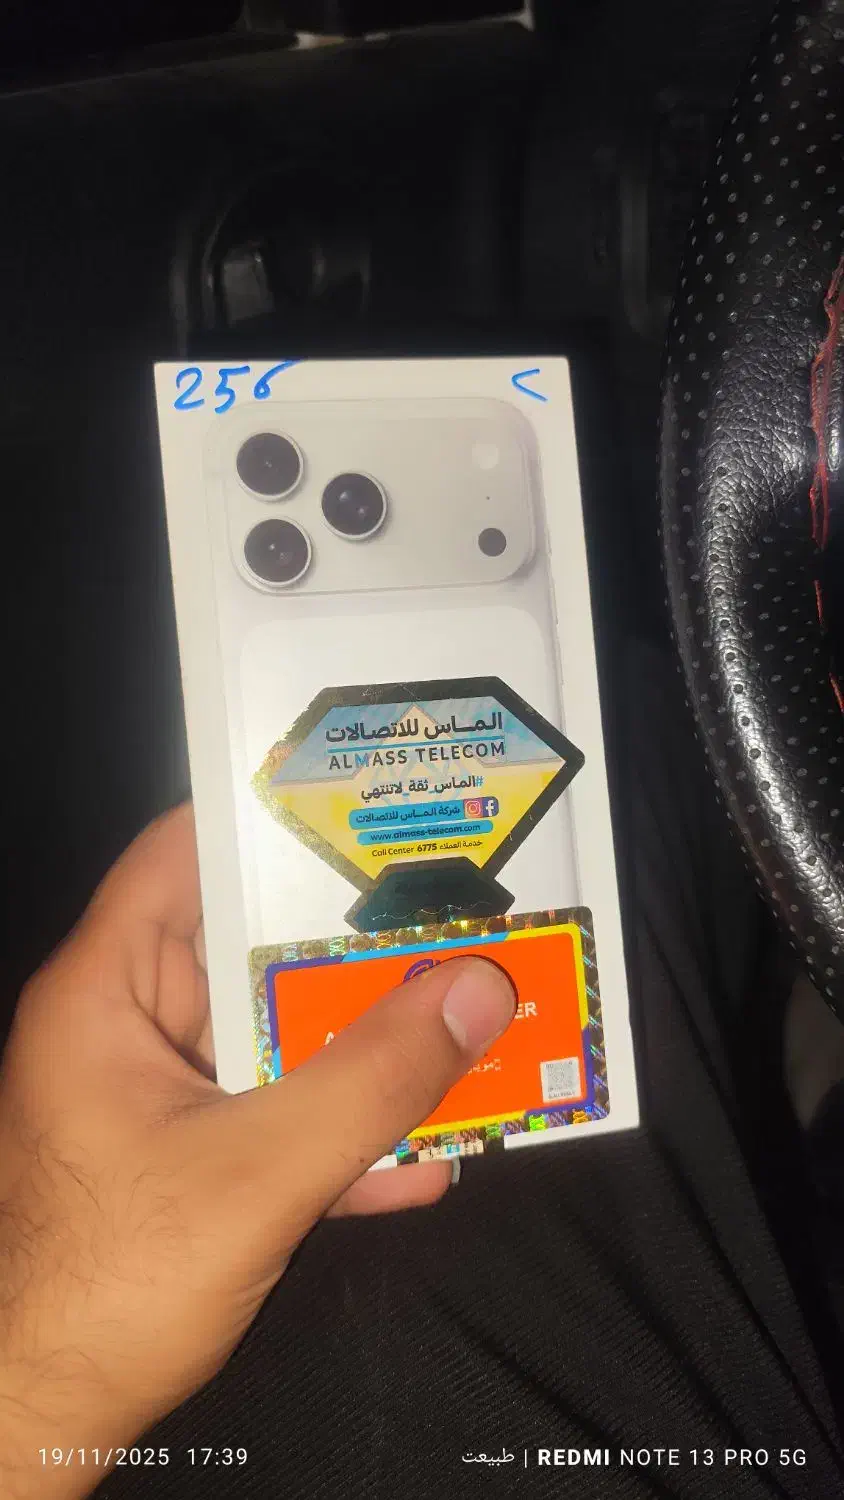 256
الماس للاتصالات
ALMASS TELECOM
#الماس_ثقة_لاتنتهي
شركة الماس للاتصالات
www.almass-telecom.com
Call Center 6775 خدمة العملاء
ER
19/11/2025 17:39
طبيعت | REDMI NOTE 13 PRO 5G